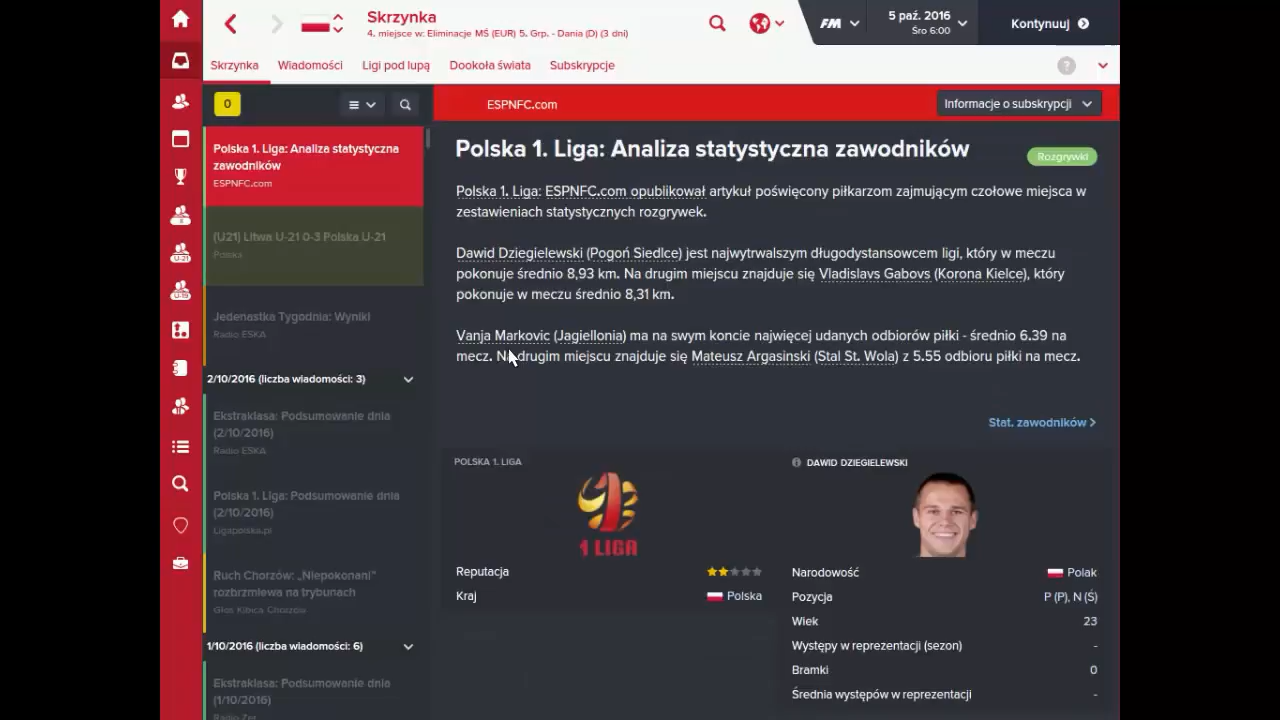 Skrzynka
4. miejsce w: Eliminacje MŚ (EUR) 5. Grp. - Dania (D) (3 dni)
FM
5 paź. 2016
Śro 6:00
Kontynuuj
Skrzynka
Wiadomości
Ligi pod lupą
Dookoła świata
Subskrypcje
?
0
ESPNFC.com
Informacje o subskrypcji
Polska 1. Liga: Analiza statystyczna
zawodników
ESPNFC.com
(U21) Litwa U-21 0-3 Polska U-21
Polska
Jedenastka Tygodnia: Wyniki
Radio ESKA
2/10/2016 (liczba wiadomości: 3)
Ekstraklasa: Podsumowanie dnia
(2/10/2016)
Radio ESKA
Polska 1. Liga: Podsumowanie dnia
(2/10/2016)
Ligapolska.pl
Ruch Chorzów: „Niepokonani”
rozbrzmiewa na trybunach
Głos Kibica Chorzów
1/10/2016 (liczba wiadomości: 6)
Ekstraklasa: Podsumowanie dnia
(1/10/2016)
Radio Zet
U-21
U-19
Polska 1. Liga: Analiza statystyczna zawodników
Rozgrywki
Polska 1. Liga: ESPNFC.com opublikował artykuł poświęcony piłkarzom zajmującym czołowe miejsca w
zestawieniach statystycznych rozgrywek.
Dawid Dziegielewski (Pogoń Siedlce) jest najwytrwalszym długodystansowcem ligi, który w meczu
pokonuje średnio 8,93 km. Na drugim miejscu znajduje się Vladislavs Gabovs (Korona Kielce), który
pokonuje w meczu średnio 8,31 km.
Vanja Markovic (Jagiellonia) ma na swym koncie najwięcej udanych odbiorów piłki - średnio 6.39 na
mecz. Na drugim miejscu znajduje się Mateusz Argasinski (Stal St. Wola) z 5.55 odbioru piłki na mecz.
Stat. zawodników
POLSKA 1. LIGA
1 LIGA
Reputacja
Kraj Polska
DAWID DZIEGIELEWSKI
Narodowość Polak
Pozycja P (P), N (Ś)
Wiek 23
Występy w reprezentacji (sezon) -
Bramki 0
Średnia występów w reprezentacji -